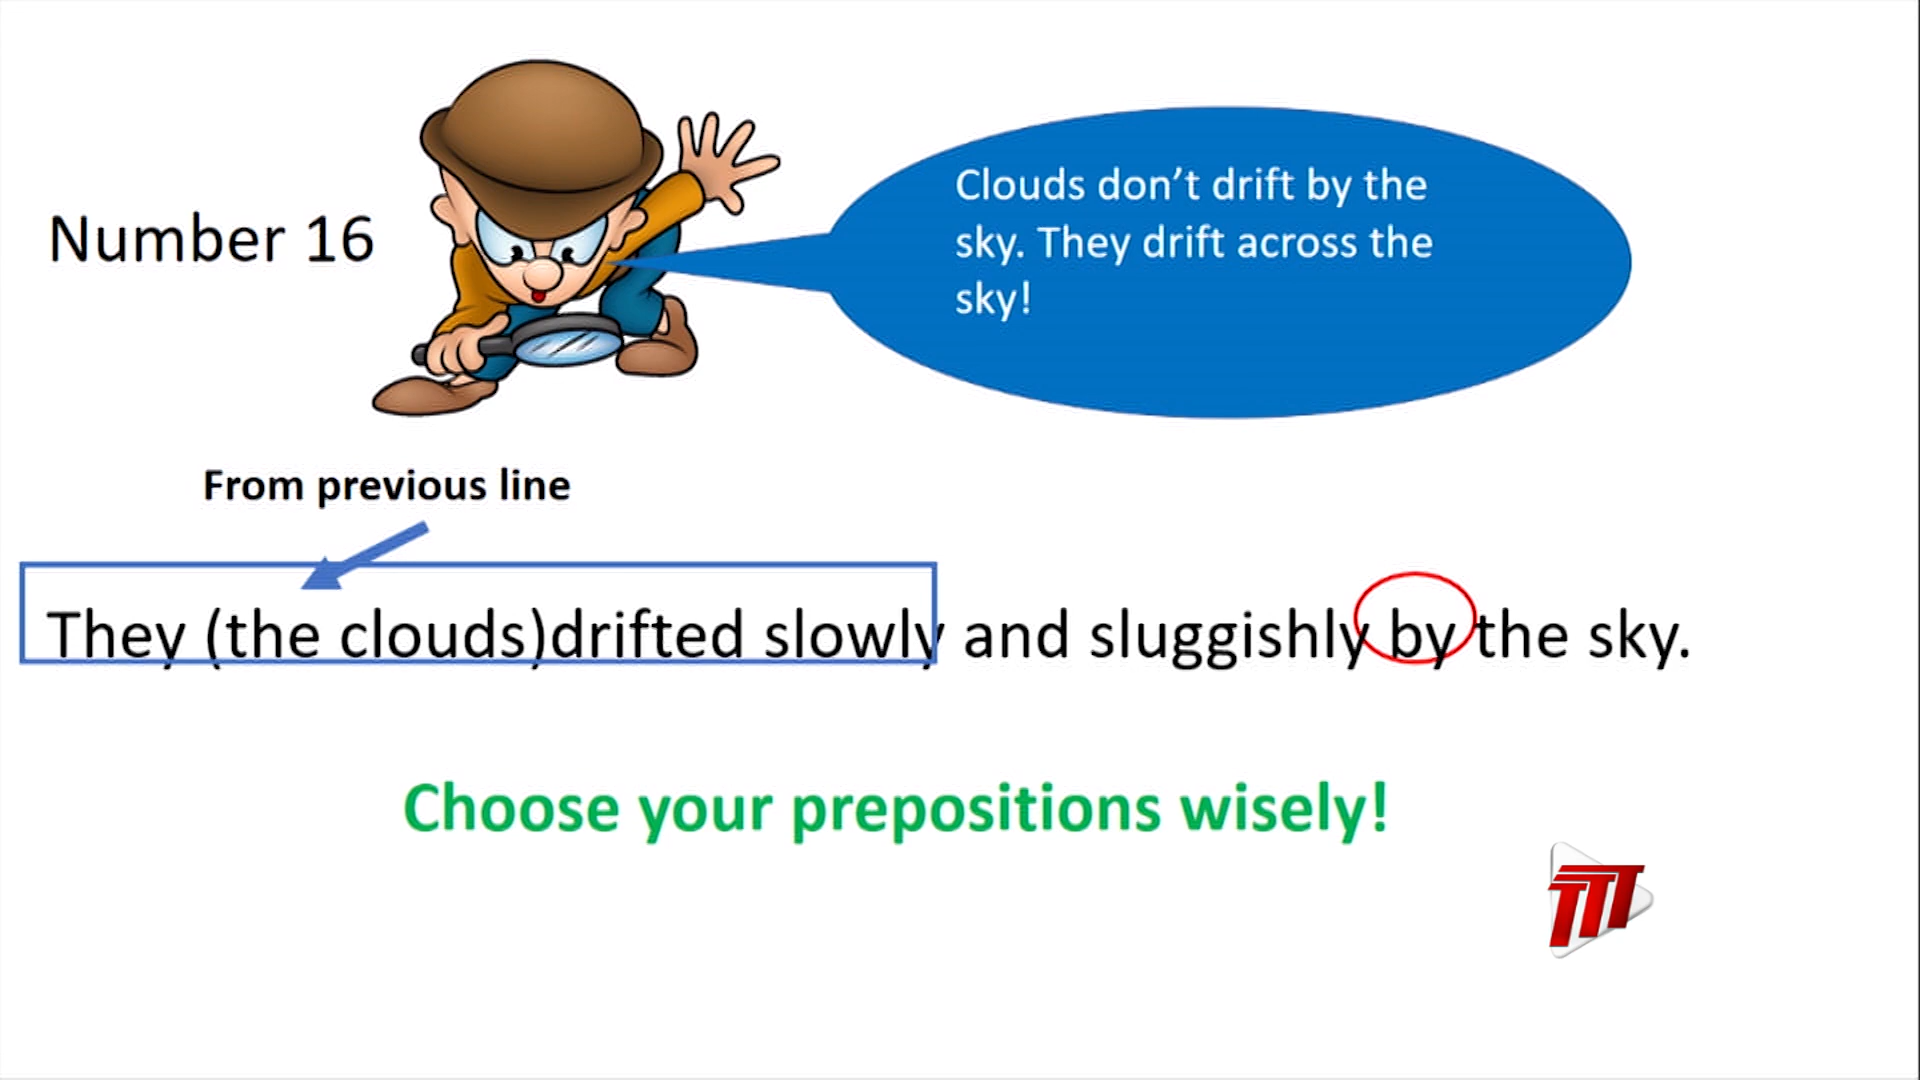 Number 16
Clouds don't drift by the
sky. They drift across the
sky!
From previous line
They (the clouds)drifted slowly and sluggishly by the sky.
Choose your prepositions wisely!
TTT